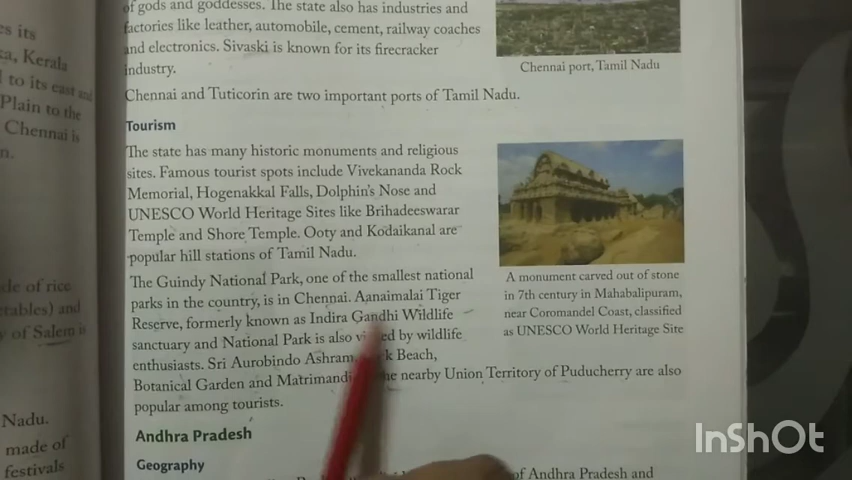 es its
ka, Kerala
l to its east and
Plain to the
Chennai is
n.
de of rice
etables) and
y of Salem is
Nadu.
made of
festivals
of gods and goddesses. The state also has industries and
factories like leather, automobile, cement, railway coaches
and electronics. Sivaski is known for its firecracker
industry.
Chennai and Tuticorin are two important ports of Tamil Nadu.
Tourism
The state has many historic monuments and religious
sites. Famous tourist spots include Vivekananda Rock
Memorial, Hogenakkal Falls, Dolphin's Nose and
UNESCO World Heritage Sites like Brihadeeswarar
Temple and Shore Temple. Ooty and Kodaikanal are
popular hill stations of Tamil Nadu.
The Guindy National Park, one of the smallest national
parks in the country, is in Chennai. Aanaimalai Tiger
Reserve, formerly known as Indira Gandhi Wildlife
sanctuary and National Park is also by wildlife
enthusiasts. Sri Aurobindo Ashram, Beach,
Botanical Garden and nearby Union Territory of Puducherry are also
popular among tourists.
Andhra Pradesh
Geography
of Andhra Pradesh and
Chennai port, Tamil Nadu
A monument carved out of stone
in 7th century in Mahabalipuram,
near Coromandel Coast, classified
as UNESCO World Heritage Site
InShOt